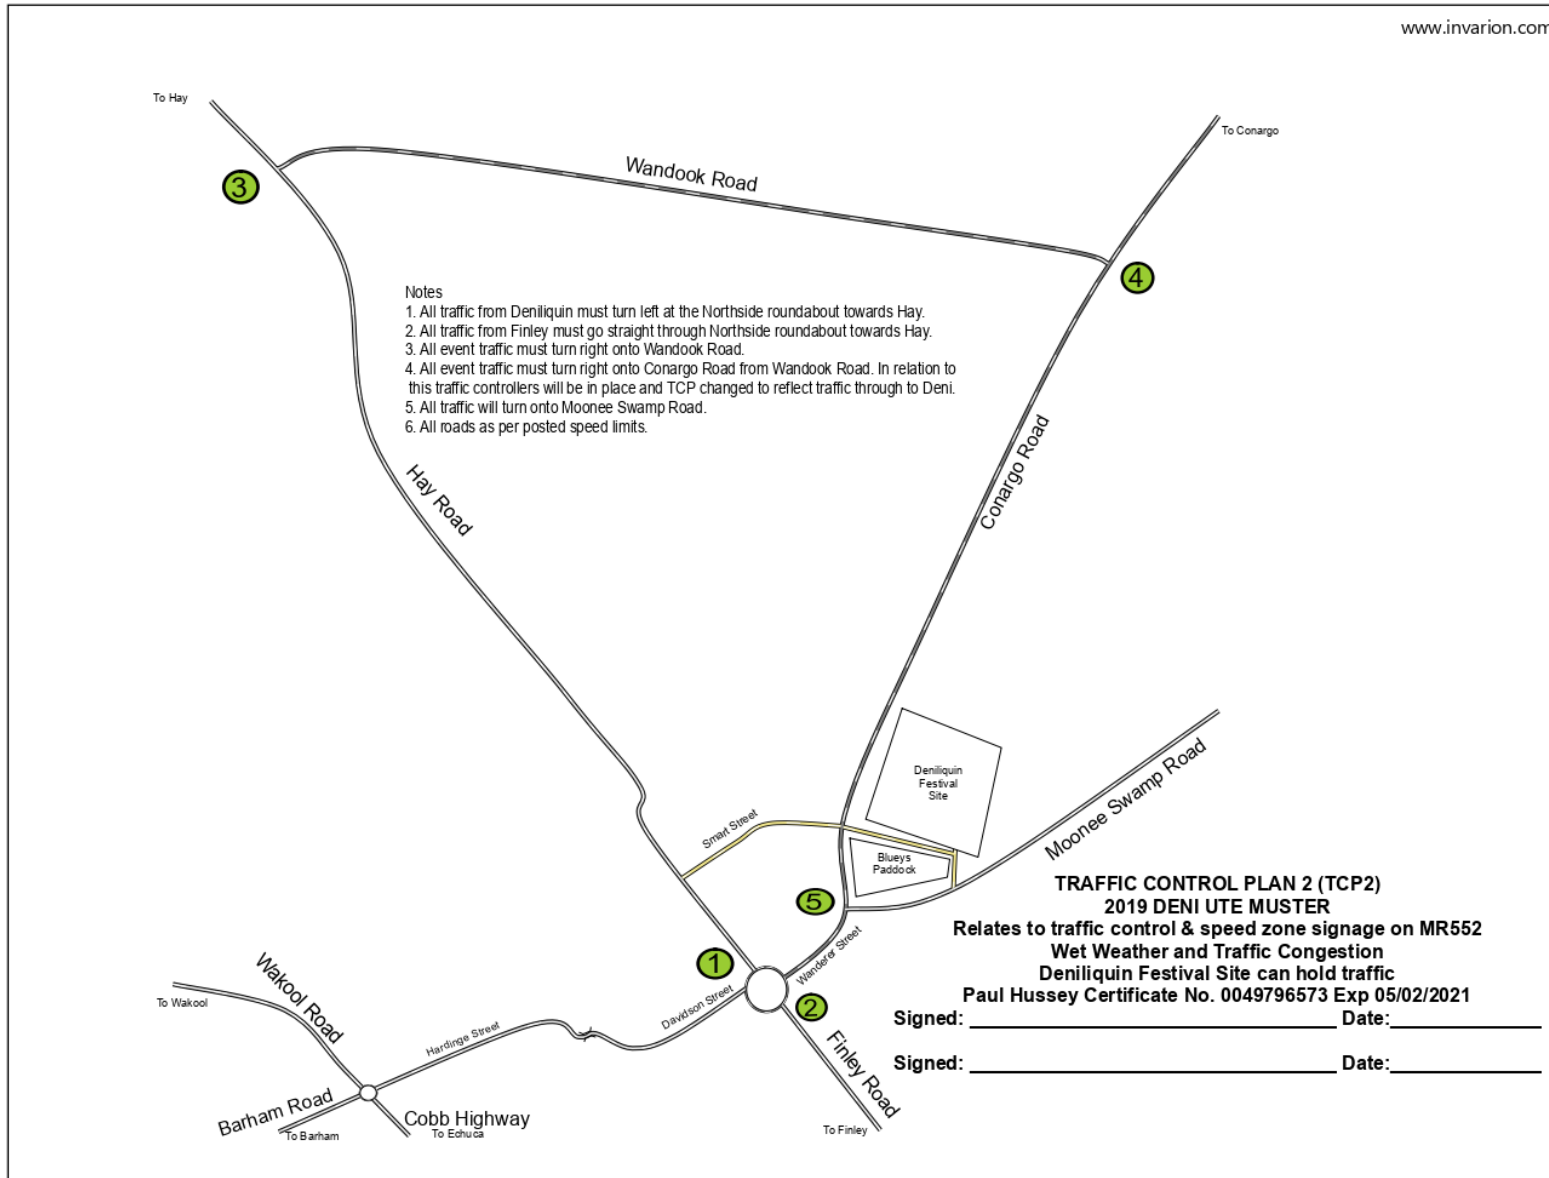 www.invarion.com
To Hay
To Conargo
Wandook Road
3
4
Notes
1. All traffic from Deniliquin must turn left at the Northside roundabout towards Hay.
2. All traffic from Finley must go straight through Northside roundabout towards Hay.
3. All event traffic must turn right onto Wandook Road.
4. All event traffic must turn right onto Conargo Road from Wandook Road. In relation to
this traffic controllers will be in place and TCP changed to reflect traffic through to Deni.
5. All traffic will turn onto Moonee Swamp Road.
6. All roads as per posted speed limits.
Hay Road
Conargo Road
Deniliquin
Festival
Site
Moonee Swamp Road
Smart Street
Blueys
Paddock
5
TRAFFIC CONTROL PLAN 2 (TCP2)
2019 DENI UTE MUSTER
Relates to traffic control & speed zone signage on MR552
Wet Weather and Traffic Congestion
Deniliquin Festival Site can hold traffic
Paul Hussey Certificate No. 0049796573 Exp 05/02/2021
Signed: Date:
Signed: Date:
1
Wanderer Street
2
Davidson Street
Finley Road
To Finley
Wakool Road
To Wakool
Hardinge Street
Barham Road
To Barham
Cobb Highway
To Echuca